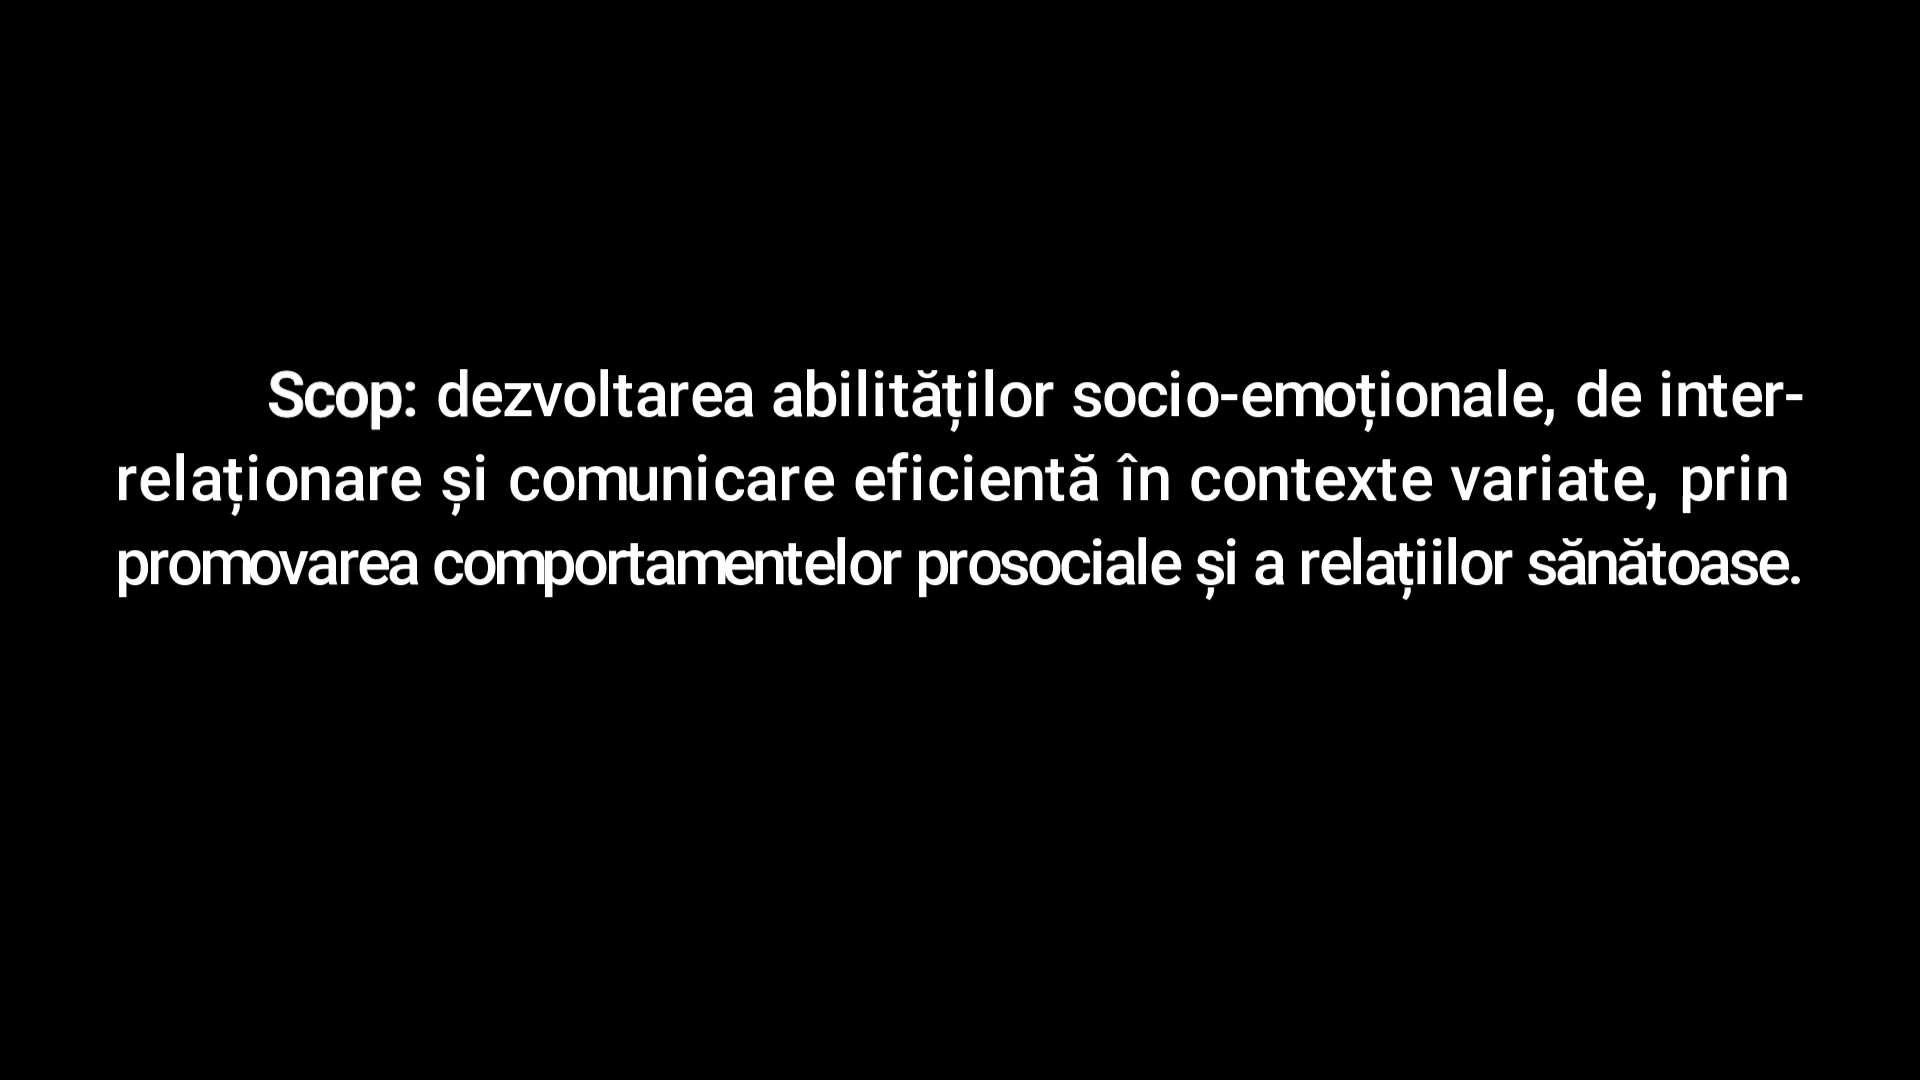 Scop: dezvoltarea abilităților socio-emoționale, de inter-
relaționare și comunicare eficientă în contexte variate, prin
promovarea comportamentelor prosociale și a relațiilor sănătoase.